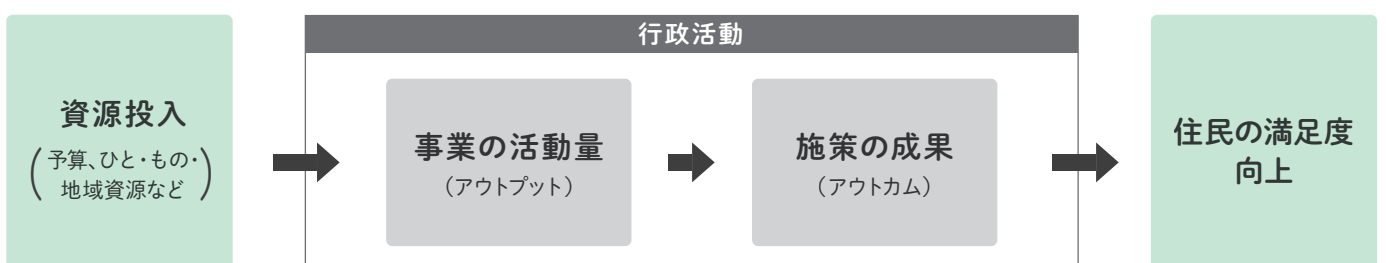 行政活動
資源投入
(予算、ひと・もの・
地域資源など)
事業の活動量
(アウトプット)
施策の成果
(アウトカム)
住民の満足度
向上